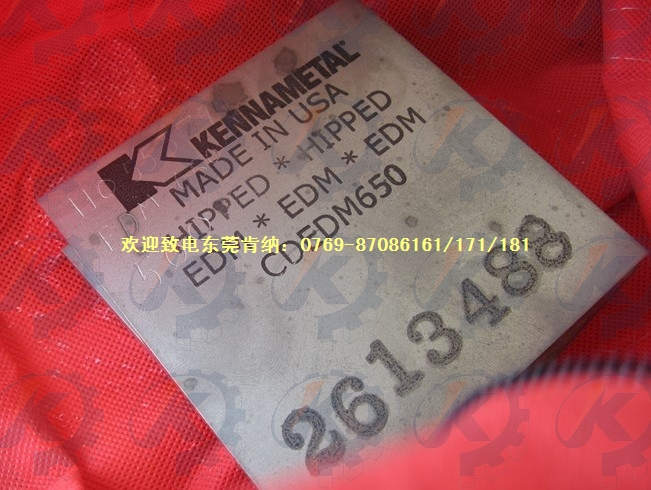 KENNAMETAL
MADE IN USA
HIPPED * HIPPED
EDM * EDM * EDM
CD-EDM650
欢迎致电东莞肯纳：0769-87086161/171/181
2613488